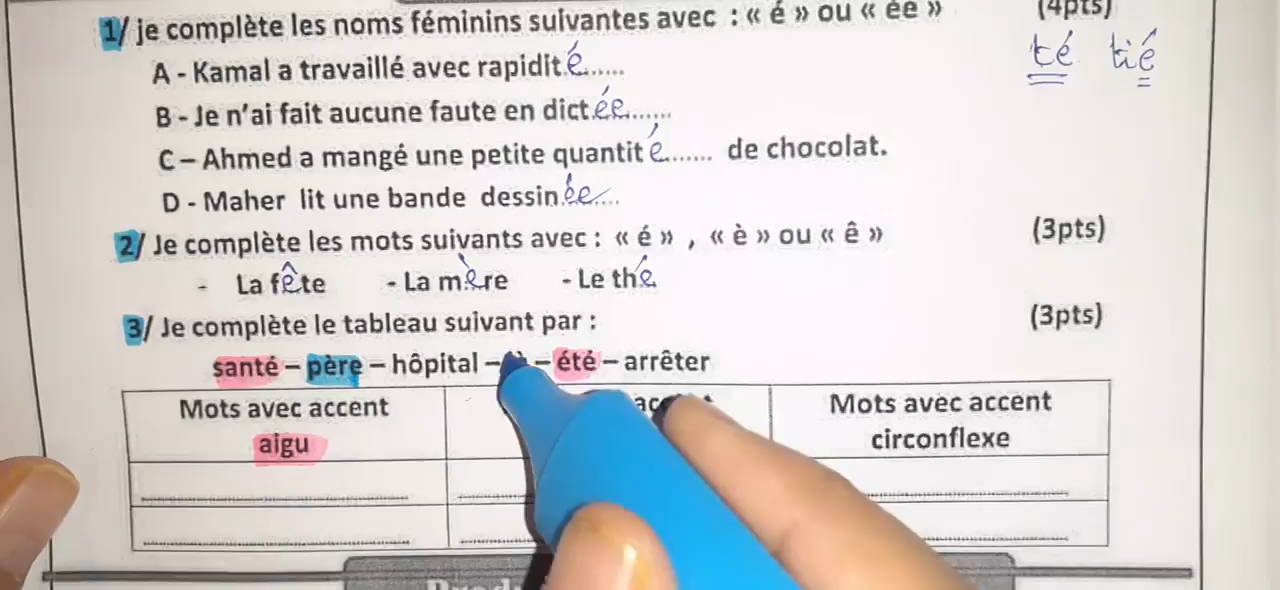 1/ je complète les noms féminins suivantes avec : « é » ou « ée » (4pts)
té tié
A - Kamal a travaillé avec rapidité......
B - Je n'ai fait aucune faute en dictée.......
C – Ahmed a mangé une petite quantité....... de chocolat.
D - Maher lit une bande dessinée....
2/ Je complète les mots suivants avec : « é » , « è » ou « ê » (3pts)
- La fête - La mère - Le thé
3/ Je complète le tableau suivant par : (3pts)
santé – père – hôpital – – été – arrêter
Mots avec accent Mots avec accent
aigu circonflexe